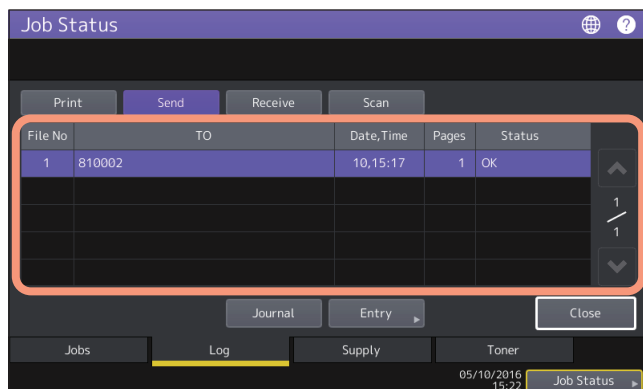 Job Status
?
Print Send Receive Scan
File No TO Date,Time Pages Status
1 810002 10,15:17 1 OK
1
1
Journal Entry Close
Jobs Log Supply Toner
05/10/2016
15:22 Job Status